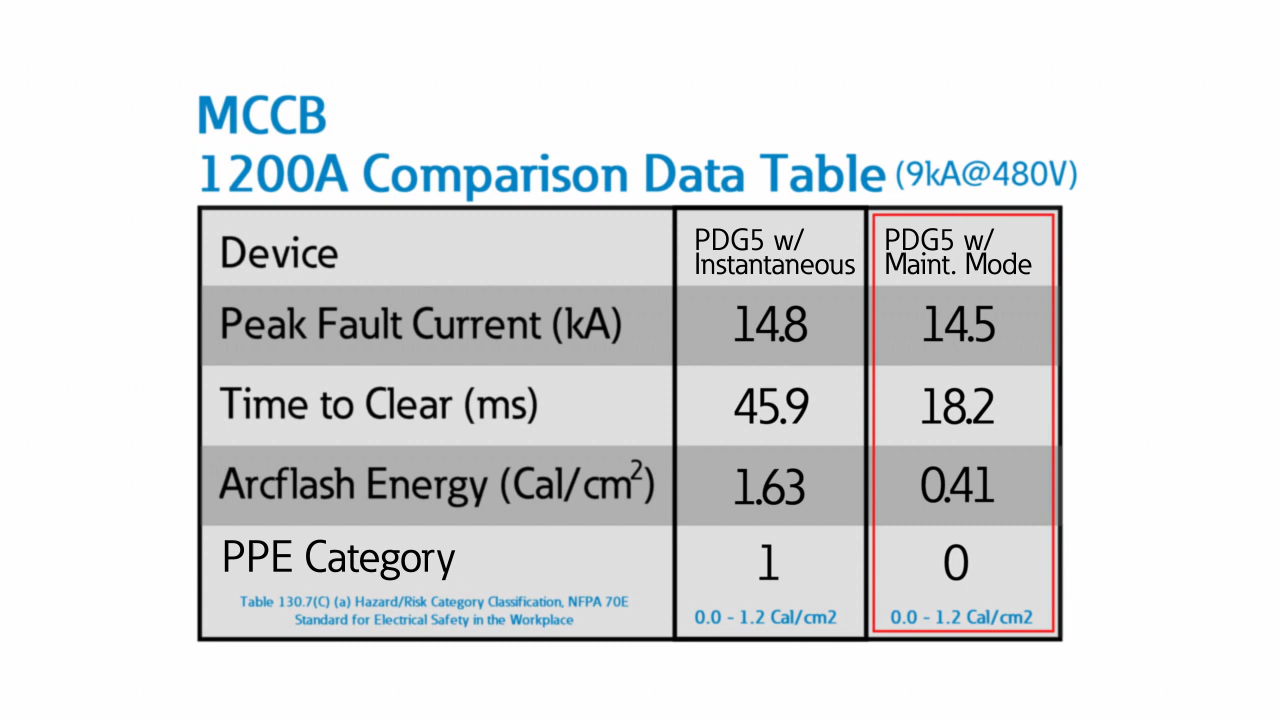 MCCB
1200A Comparison Data Table (9kA@480V)
Device
PDG5 w/
Instantaneous
PDG5 w/
Maint. Mode
Peak Fault Current (kA) 14.8 14.5
Time to Clear (ms) 45.9 18.2
Arcflash Energy (Cal/cm²) 1.63 0.41
PPE Category 1 0
Table 130.7(C) (a) Hazard/Risk Category Classification, NFPA 70E
Standard for Electrical Safety in the Workplace
0.0 - 1.2 Cal/cm2 0.0 - 1.2 Cal/cm2